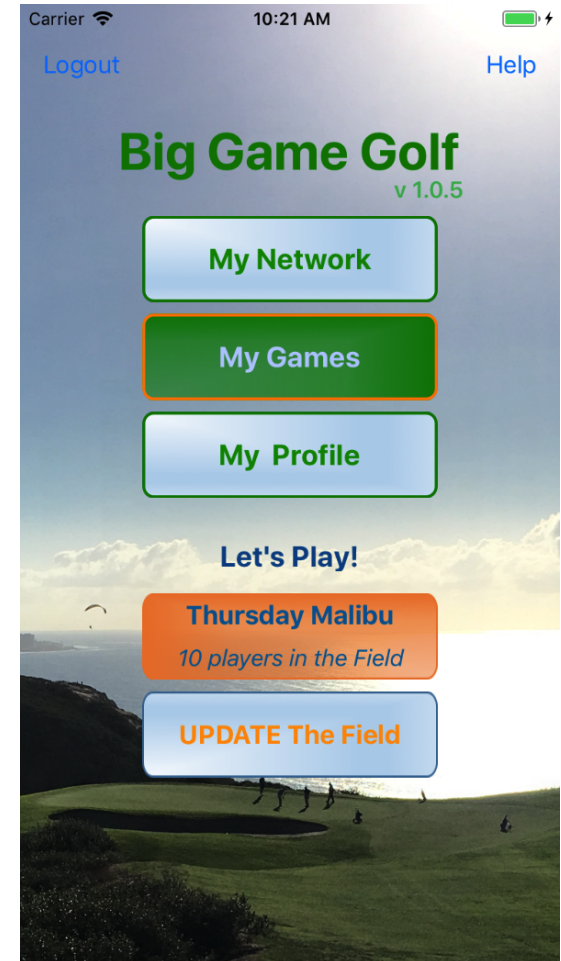 Carrier 10:21 AM
Logout Help
Big Game Golf
v 1.0.5
My Network
My Games
My Profile
Let's Play!
Thursday Malibu
10 players in the Field
UPDATE The Field